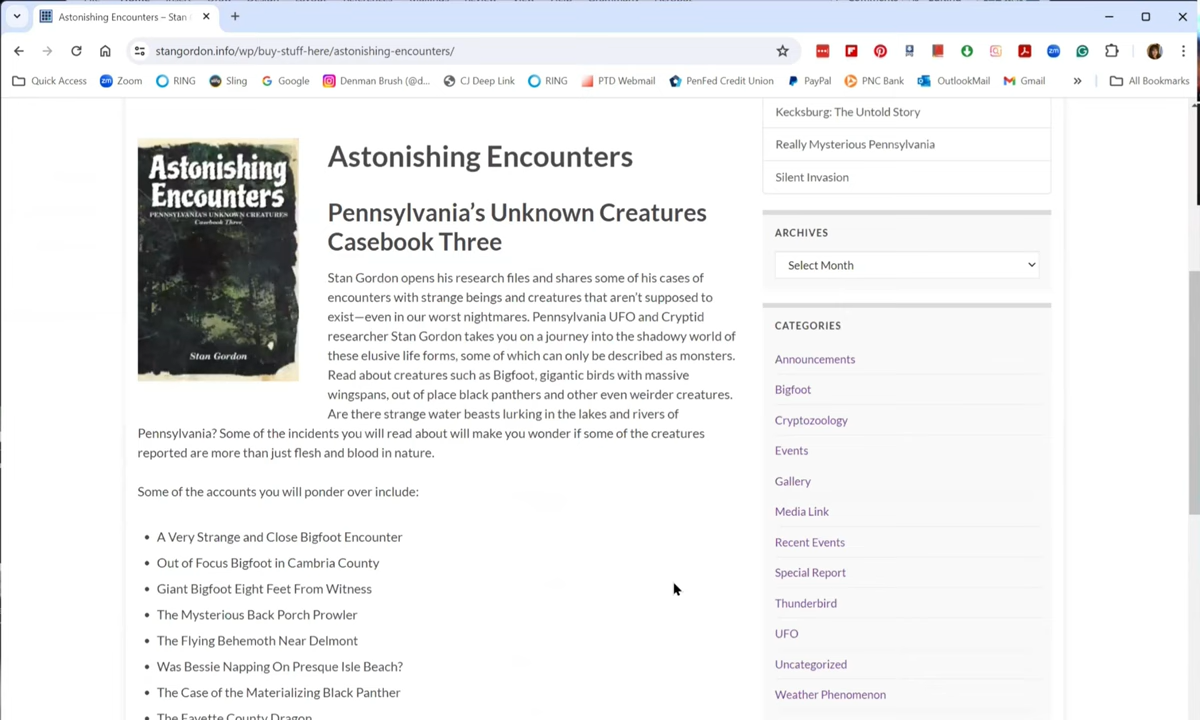 Astonishing Encounters – Stan
stangordon.info/wp/buy-stuff-here/astonishing-encounters/
Quick Access
Zoom
RING
Sling
Google
Denman Brush (@d...
CJ Deep Link
RING
PTD Webmail
PenFed Credit Union
PayPal
PNC Bank
OutlookMail
Gmail
All Bookmarks
Astonishing
Encounters
PENNSYLVANIA'S UNKNOWN CREATURES
Casebook Three
Stan Gordon
Astonishing Encounters
Pennsylvania’s Unknown Creatures
Casebook Three
Stan Gordon opens his research files and shares some of his cases of
encounters with strange beings and creatures that aren’t supposed to
exist—even in our worst nightmares. Pennsylvania UFO and Cryptid
researcher Stan Gordon takes you on a journey into the shadowy world of
these elusive life forms, some of which can only be described as monsters.
Read about creatures such as Bigfoot, gigantic birds with massive
wingspans, out of place black panthers and other even weirder creatures.
Are there strange water beasts lurking in the lakes and rivers of
Pennsylvania? Some of the incidents you will read about will make you wonder if some of the creatures
reported are more than just flesh and blood in nature.
Some of the accounts you will ponder over include:
• A Very Strange and Close Bigfoot Encounter
• Out of Focus Bigfoot in Cambria County
• Giant Bigfoot Eight Feet From Witness
• The Mysterious Back Porch Prowler
• The Flying Behemoth Near Delmont
• Was Bessie Napping On Presque Isle Beach?
• The Case of the Materializing Black Panther
• The Fayette County Dragon
Kecksburg: The Untold Story
Really Mysterious Pennsylvania
Silent Invasion
ARCHIVES
Select Month
CATEGORIES
Announcements
Bigfoot
Cryptozoology
Events
Gallery
Media Link
Recent Events
Special Report
Thunderbird
UFO
Uncategorized
Weather Phenomenon